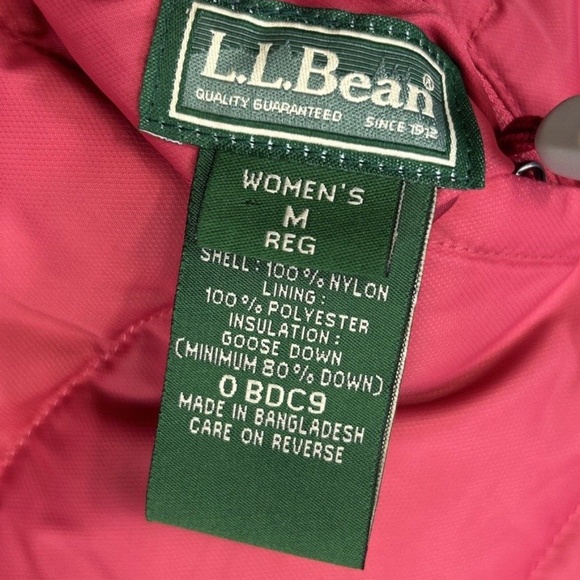 L.L.Bean®
QUALITY GUARANTEED SINCE 1912
WOMEN'S
M
REG
SHELL: 100% NYLON
LINING:
100% POLYESTER
INSULATION:
GOOSE DOWN
(MINIMUM 80% DOWN)
0 BDC9
MADE IN BANGLADESH
CARE ON REVERSE